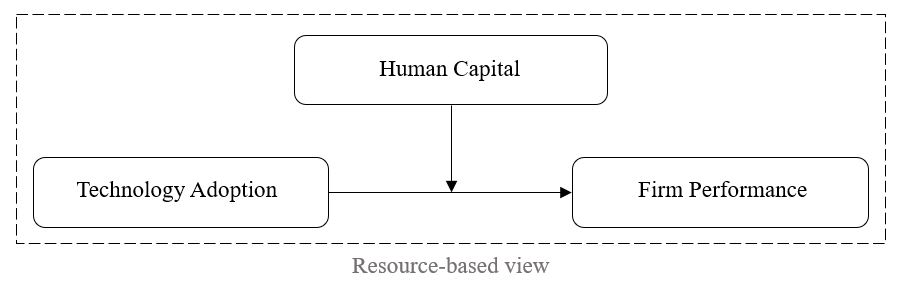 Human Capital
Technology Adoption
Firm Performance
Resource-based view